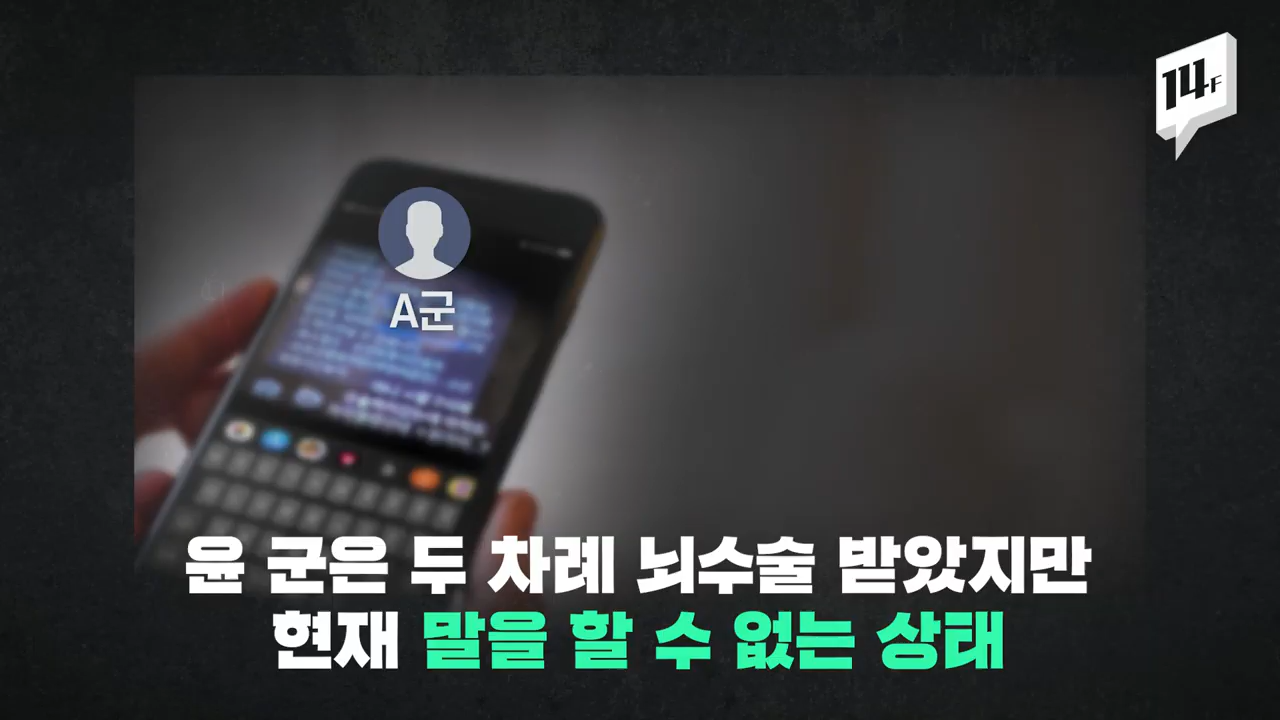 14F
A군
윤 군은 두 차례 뇌수술 받았지만
현재 말을 할 수 없는 상태